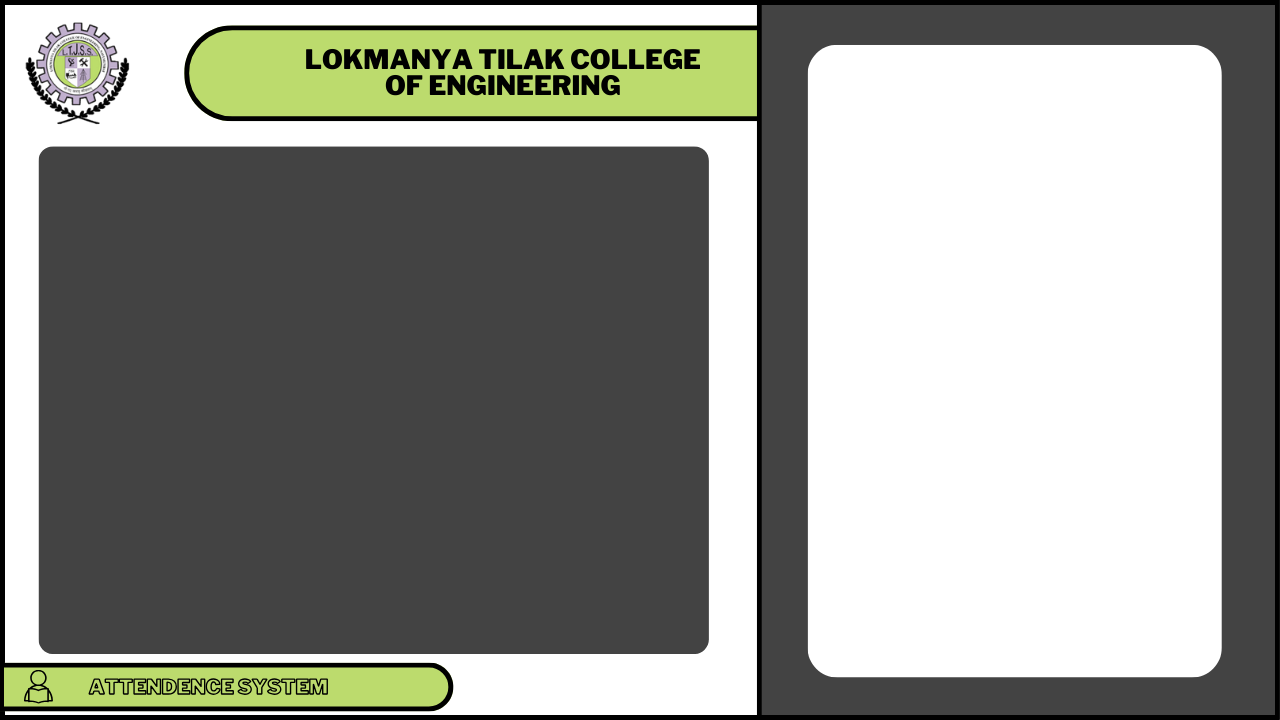 L.T.J.S.S.
LOKMANYA TILAK COLLEGE
OF ENGINEERING
ATTENDENCE SYSTEM